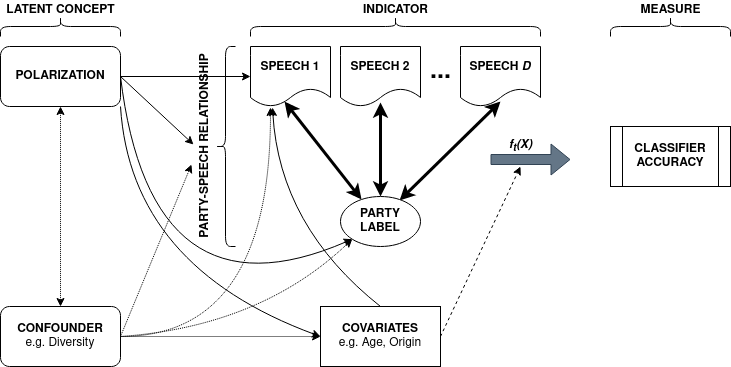 LATENT CONCEPT
INDICATOR
MEASURE
POLARIZATION
PARTY-SPEECH RELATIONSHIP
SPEECH 1
SPEECH 2
...
SPEECH D
f_t(X)
CLASSIFIER
ACCURACY
PARTY
LABEL
CONFOUNDER
e.g. Diversity
COVARIATES
e.g. Age, Origin